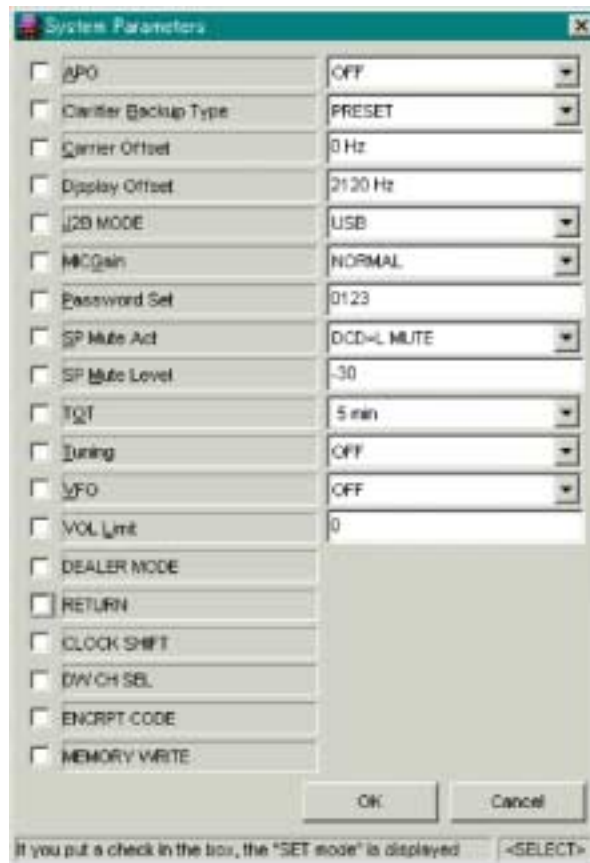 System Parameters
APO OFF
Clarifier Backup Type PRESET
Carrier Offset 0 Hz
Display Offset 2120 Hz
J2B MODE USB
MICGain NORMAL
Password Set 0123
SP Mute Act DCD=L MUTE
SP Mute Level -30
TOT 5 min
Tuning OFF
VFO OFF
VOL Limit 0
DEALER MODE
RETURN
CLOCK SHIFT
DW CH SEL
ENCRPT CODE
MEMORY WRITE
OK Cancel
If you put a check in the box, the "SET mode" is displayed <SELECT>